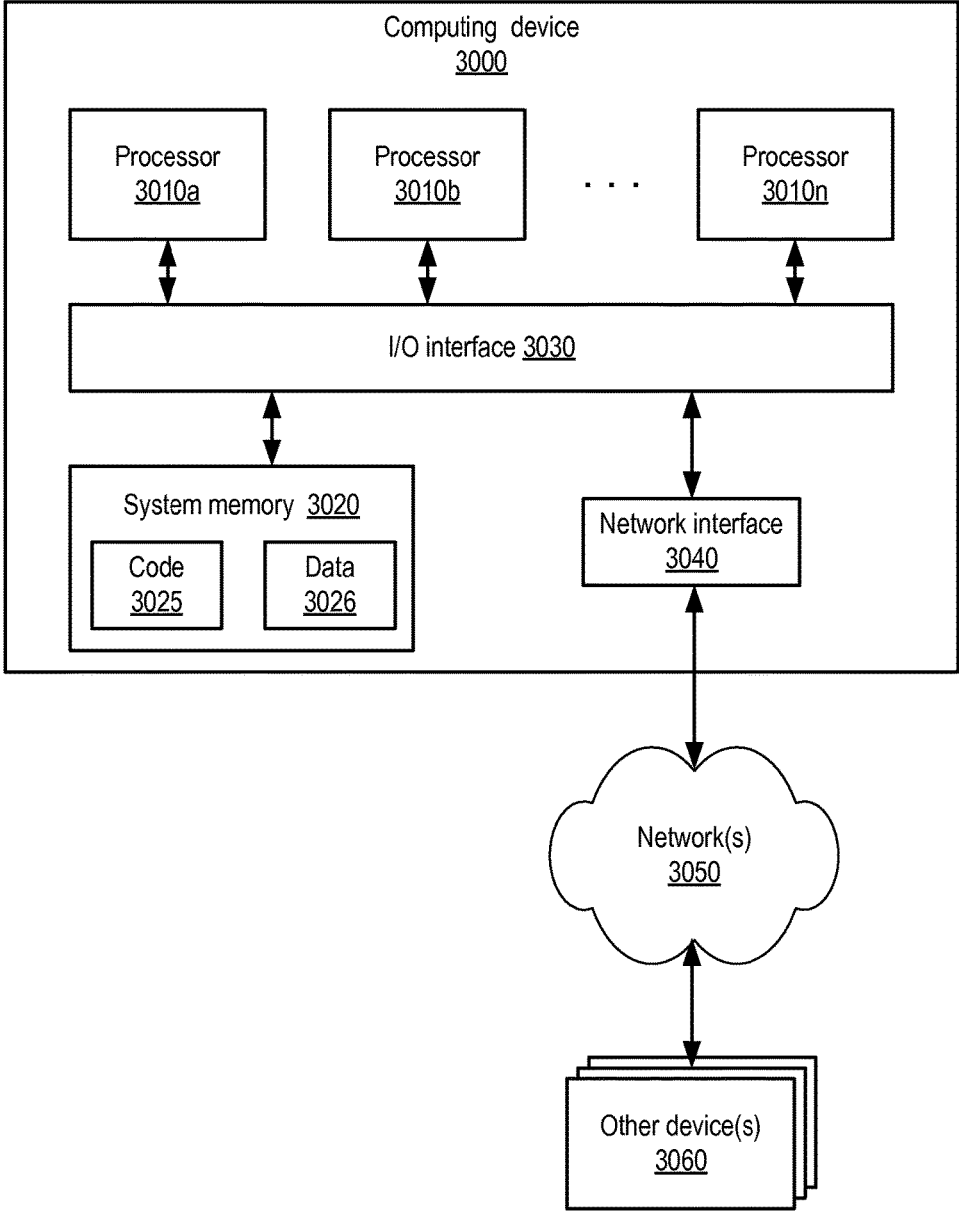 Computing device
3000
Processor
3010a
Processor
3010b
. . .
Processor
3010n
I/O interface 3030
System memory 3020
Code
3025
Data
3026
Network interface
3040
Network(s)
3050
Other device(s)
3060